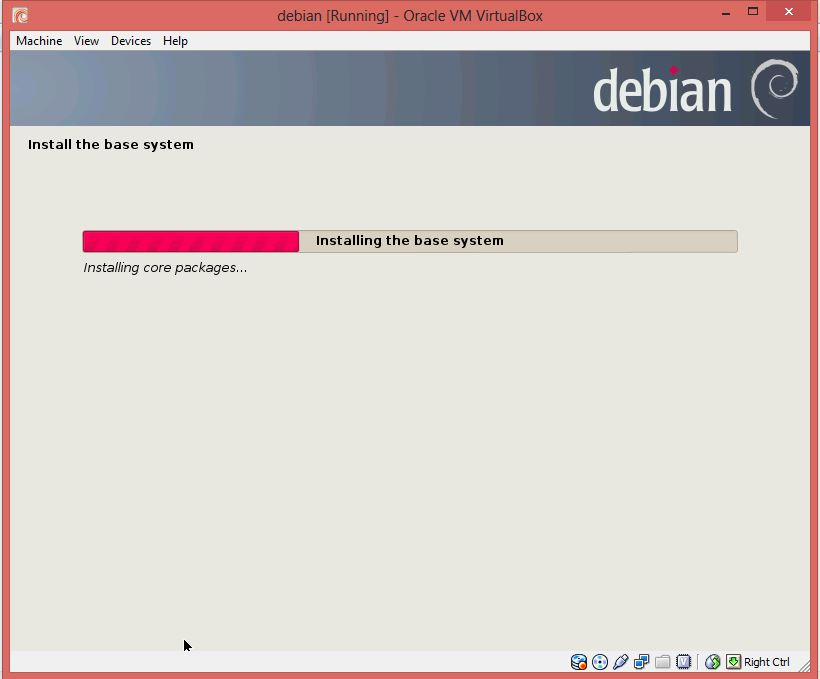 debian [Running] - Oracle VM VirtualBox
Machine View Devices Help
debian
Install the base system
Installing the base system
Installing core packages...
Right Ctrl